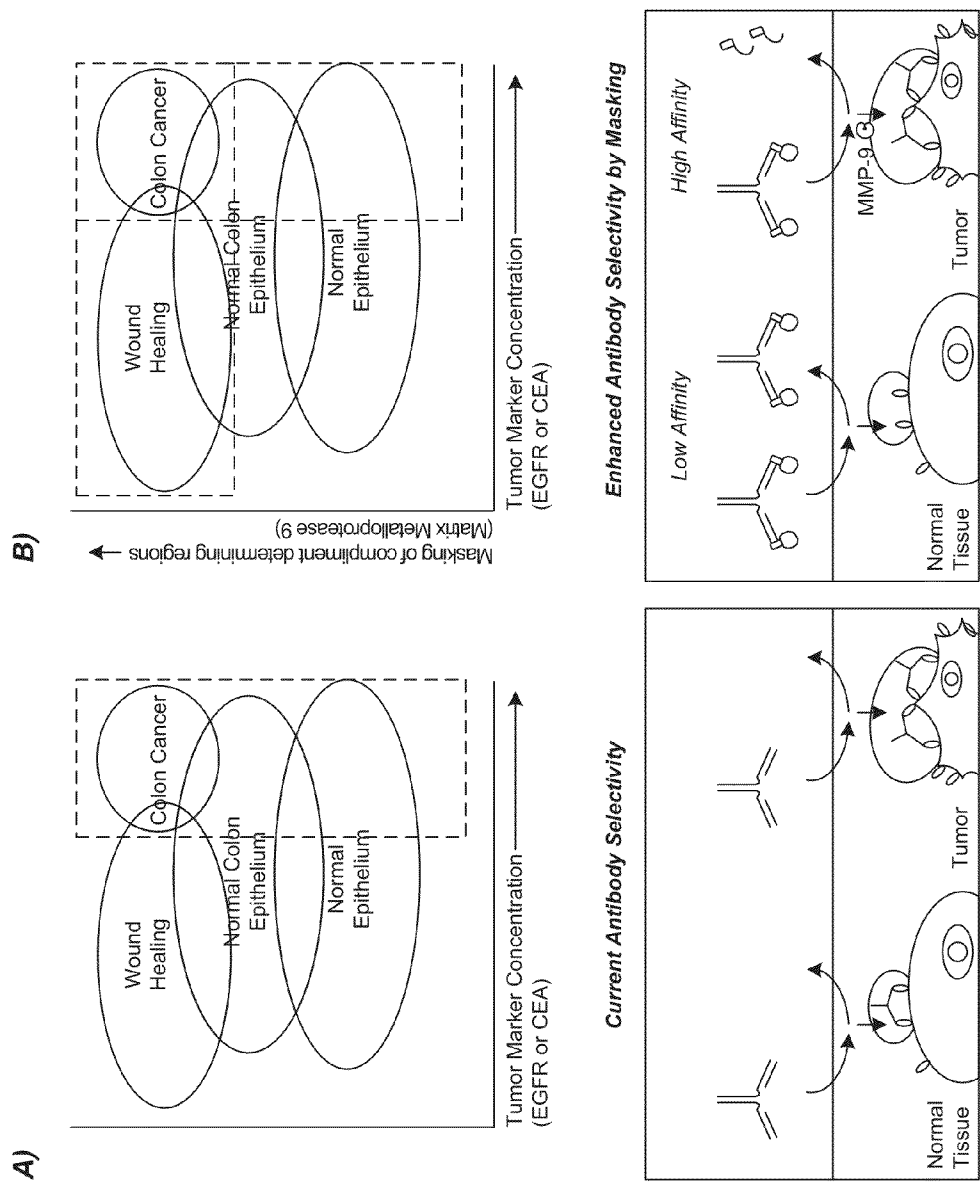 A)
Wound
Healing
Colon Cancer
Normal Colon
Epithelium
Normal
Epithelium
Tumor Marker Concentration
(EGFR or CEA)
Current Antibody Selectivity
Normal
Tissue
Tumor
B)
Masking of compliment determining regions
(Matrix Metalloprotease 9)
Wound
Healing
Colon Cancer
Normal Colon
Epithelium
Normal
Epithelium
Tumor Marker Concentration
(EGFR or CEA)
Enhanced Antibody Selectivity by Masking
Low Affinity
High Affinity
MMP-9
Normal
Tissue
Tumor